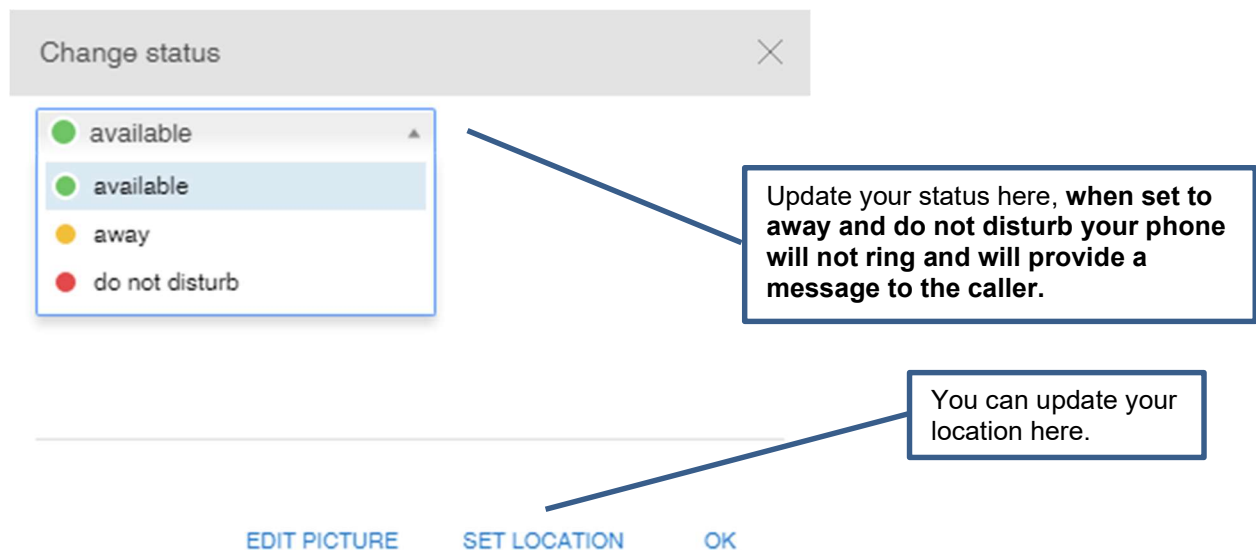 Change status
available
available
away
do not disturb
Update your status here, when set to
away and do not disturb your phone
will not ring and will provide a
message to the caller.
You can update your
location here.
EDIT PICTURE SET LOCATION OK